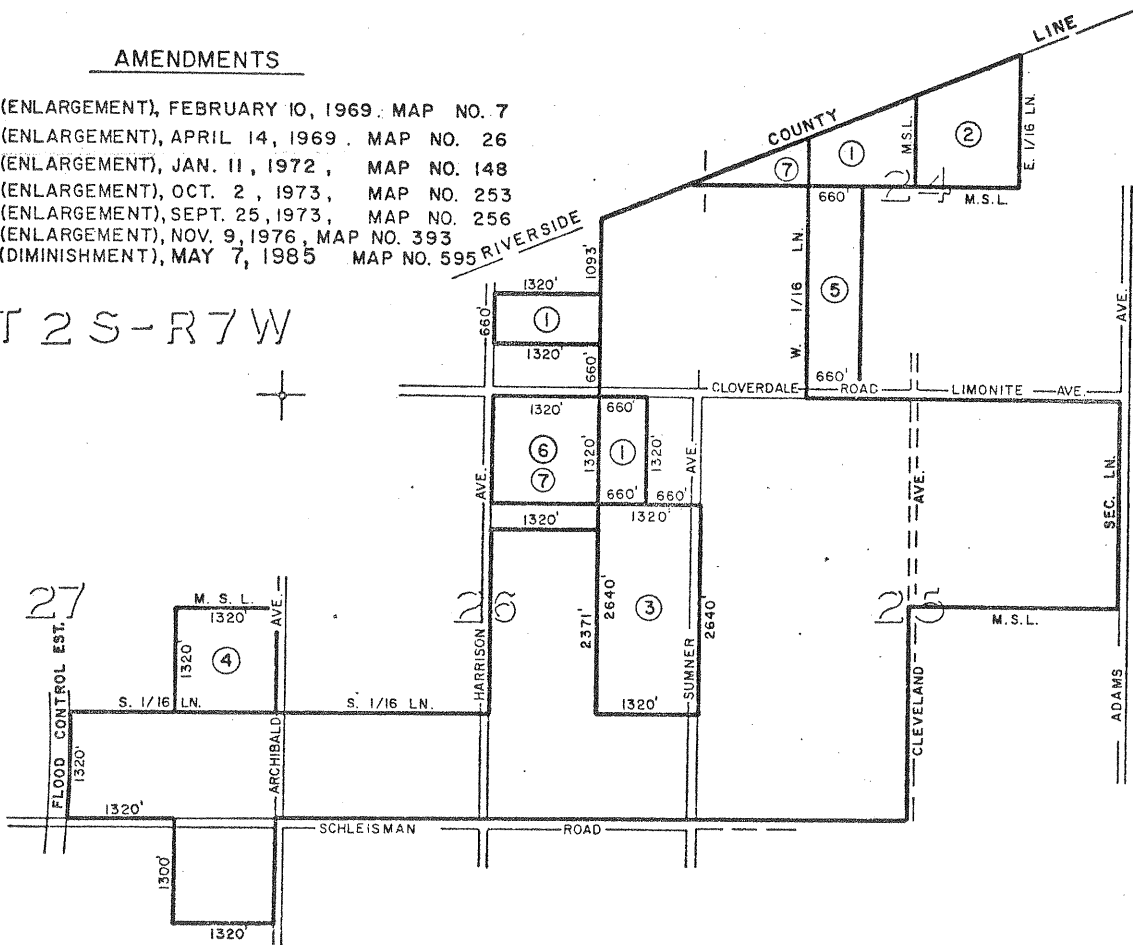 AMENDMENTS
(ENLARGEMENT), FEBRUARY 10, 1969. MAP NO. 7
(ENLARGEMENT), APRIL 14, 1969. MAP NO. 26
(ENLARGEMENT), JAN. 11, 1972, MAP NO. 148
(ENLARGEMENT), OCT. 2, 1973, MAP NO. 253
(ENLARGEMENT), SEPT. 25, 1973, MAP NO. 256
(ENLARGEMENT), NOV. 9, 1976, MAP NO. 393
(DIMINISHMENT), MAY 7, 1985 MAP NO. 595
T 2 S - R 7 W
RIVERSIDE COUNTY LINE
7
1
M.S.L.
2
E. 1/16 LN.
24
M.S.L.
660'
W. 1/16 LN.
5
660'
1093'
1320'
660'
1
1320'
660'
CLOVERDALE ROAD
LIMONITE AVE.
AVE.
1320'
660'
6
7
1320'
1
1320'
660'
660'
1320'
1320'
AVE.
AVE.
AVE.
SEC. LN.
27
26
25
M.S.L.
M. S. L.
1320'
AVE.
1320'
4
HARRISON
2371'
2640'
3
2640'
SUMNER
1320'
FLOOD CONTROL EST.
S. 1/16 LN.
S. 1/16 LN.
1320'
ARCHIBALD
CLEVELAND
ADAMS
1320'
SCHLEISMAN ROAD
1300'
1320'